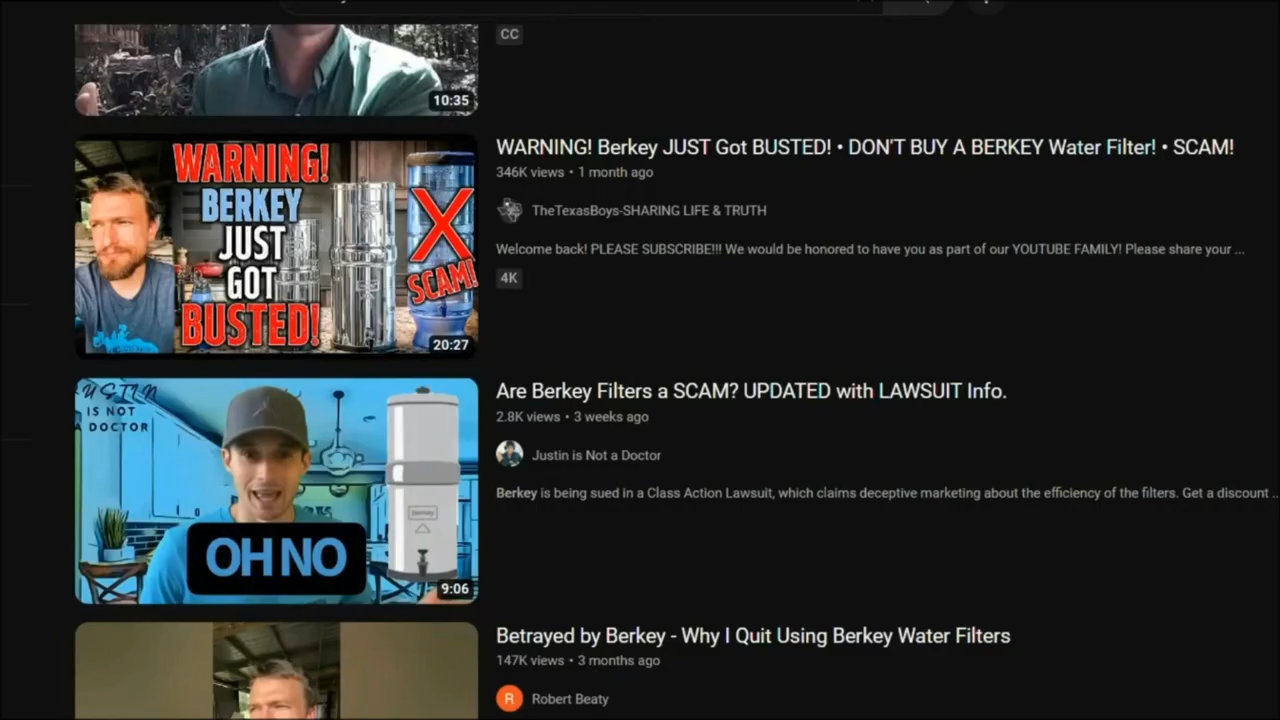 CC
10:35
WARNING!
BERKEY
JUST
GOT
BUSTED!
SCAM!
20:27
WARNING! Berkey JUST Got BUSTED! • DON'T BUY A BERKEY Water Filter! • SCAM!
346K views • 1 month ago
TheTexasBoys-SHARING LIFE & TRUTH
Welcome back! PLEASE SUBSCRIBE!!! We would be honored to have you as part of our YOUTUBE FAMILY! Please share your ...
4K
IS NOT
A DOCTOR
Berkey
OH NO
9:06
Are Berkey Filters a SCAM? UPDATED with LAWSUIT Info.
2.8K views • 3 weeks ago
Justin is Not a Doctor
Berkey is being sued in a Class Action Lawsuit, which claims deceptive marketing about the efficiency of the filters. Get a discount ..
Betrayed by Berkey - Why I Quit Using Berkey Water Filters
147K views • 3 months ago
R
Robert Beaty